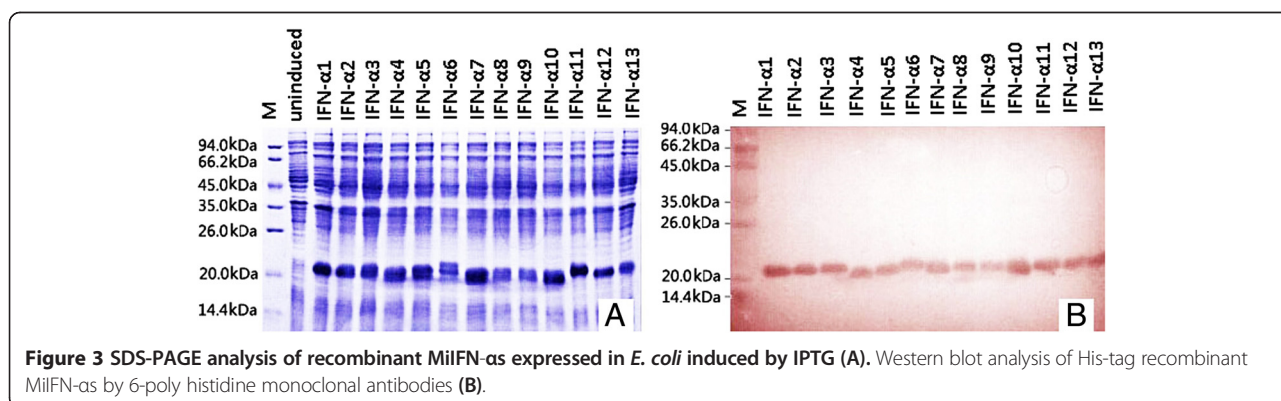 M
uninduced
IFN-α1
IFN-α2
IFN-α3
IFN-α4
IFN-α5
IFN-α6
IFN-α7
IFN-α8
IFN-α9
IFN-α10
IFN-α11
IFN-α12
IFN-α13
94.0kDa
66.2kDa
45.0kDa
35.0kDa
26.0kDa
20.0kDa
14.4kDa
A
M
IFN-α1
IFN-α2
IFN-α3
IFN-α4
IFN-α5
IFN-α6
IFN-α7
IFN-α8
IFN-α9
IFN-α10
IFN-α11
IFN-α12
IFN-α13
94.0kDa
66.2kDa
45.0kDa
35.0kDa
26.0kDa
20.0kDa
14.4kDa
B
Figure 3 SDS-PAGE analysis of recombinant MiIFN-αs expressed in E. coli induced by IPTG (A). Western blot analysis of His-tag recombinant
MiIFN-αs by 6-poly histidine monoclonal antibodies (B).